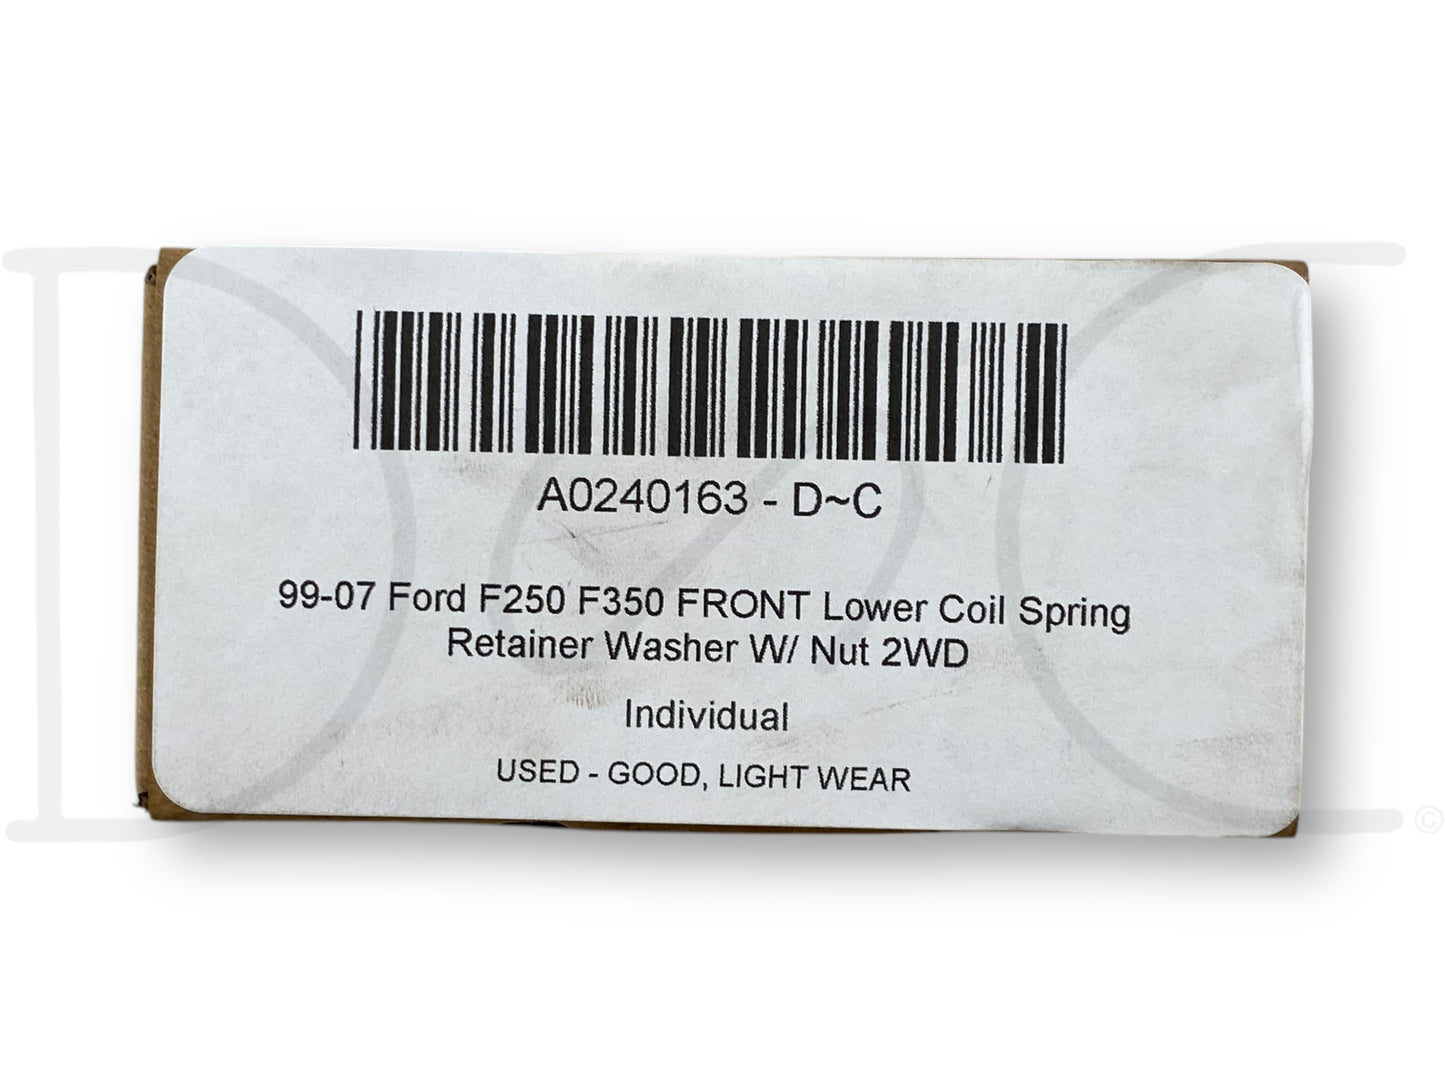 A0240163 - D~C
99-07 Ford F250 F350 FRONT Lower Coil Spring
Retainer Washer W/ Nut 2WD
Individual
USED - GOOD, LIGHT WEAR
©